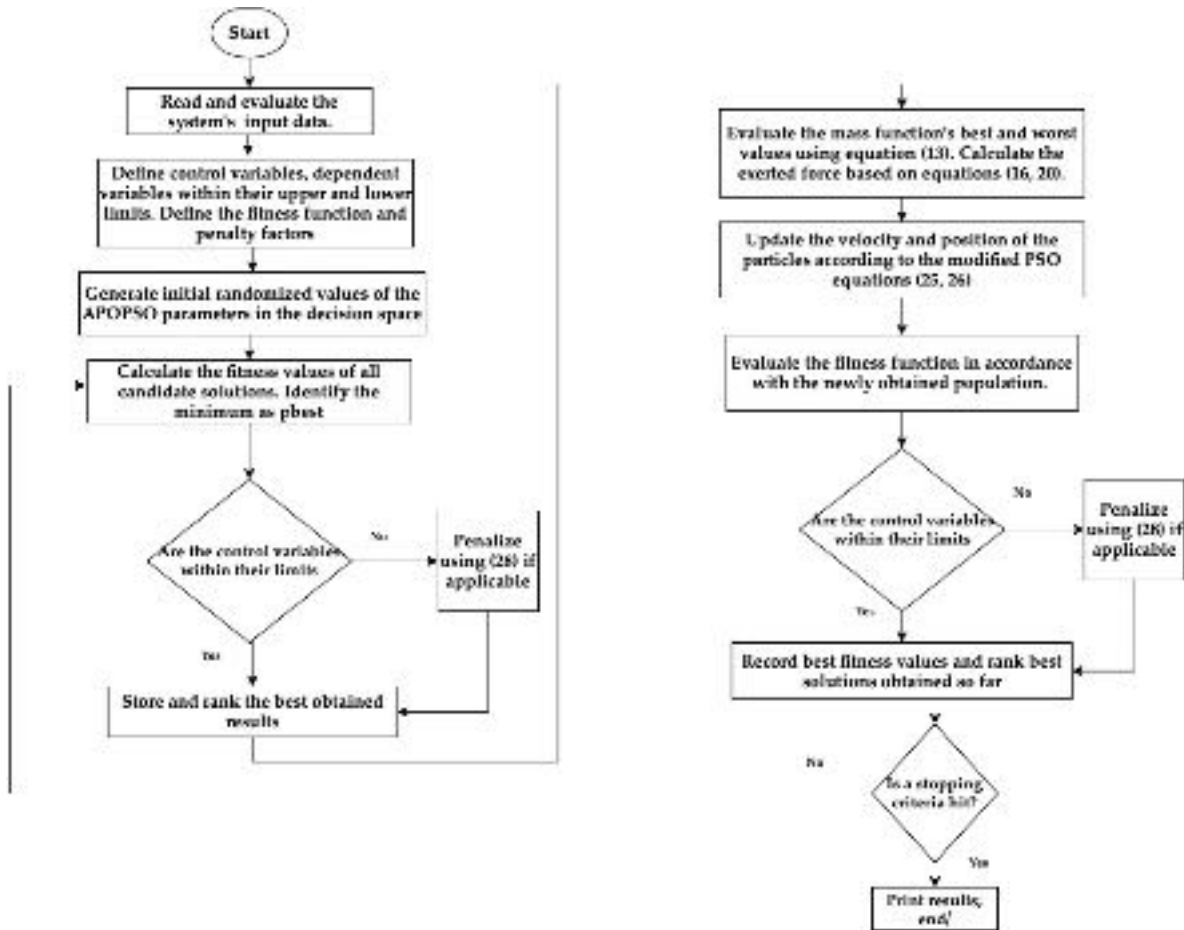 Start
Read and evaluate the
system's input data.
Define control variables, dependent
variables within their upper and lower
limits. Define the fitness function and
penalty factors
Generate initial randomized values of the
APOPSO parameters in the decision space
Calculate the fitness values of all
candidate solutions. Identify the
minimum as pbest
Are the control variables
within their limits
No
Penalize
using (28) if
applicable
Yes
Store and rank the best obtained
results
Evaluate the mass function's best and worst
values using equation (13). Calculate the
exerted force based on equations (16, 20).
Update the velocity and position of the
particles according to the modified PSO
equations (25, 26)
Evaluate the fitness function in accordance
with the newly obtained population.
Are the control variables
within their limits
No
Penalize
using (28) if
applicable
Yes
Record best fitness values and rank best
solutions obtained so far
No
Is a stopping
criteria hit?
Yes
Print results,
end/